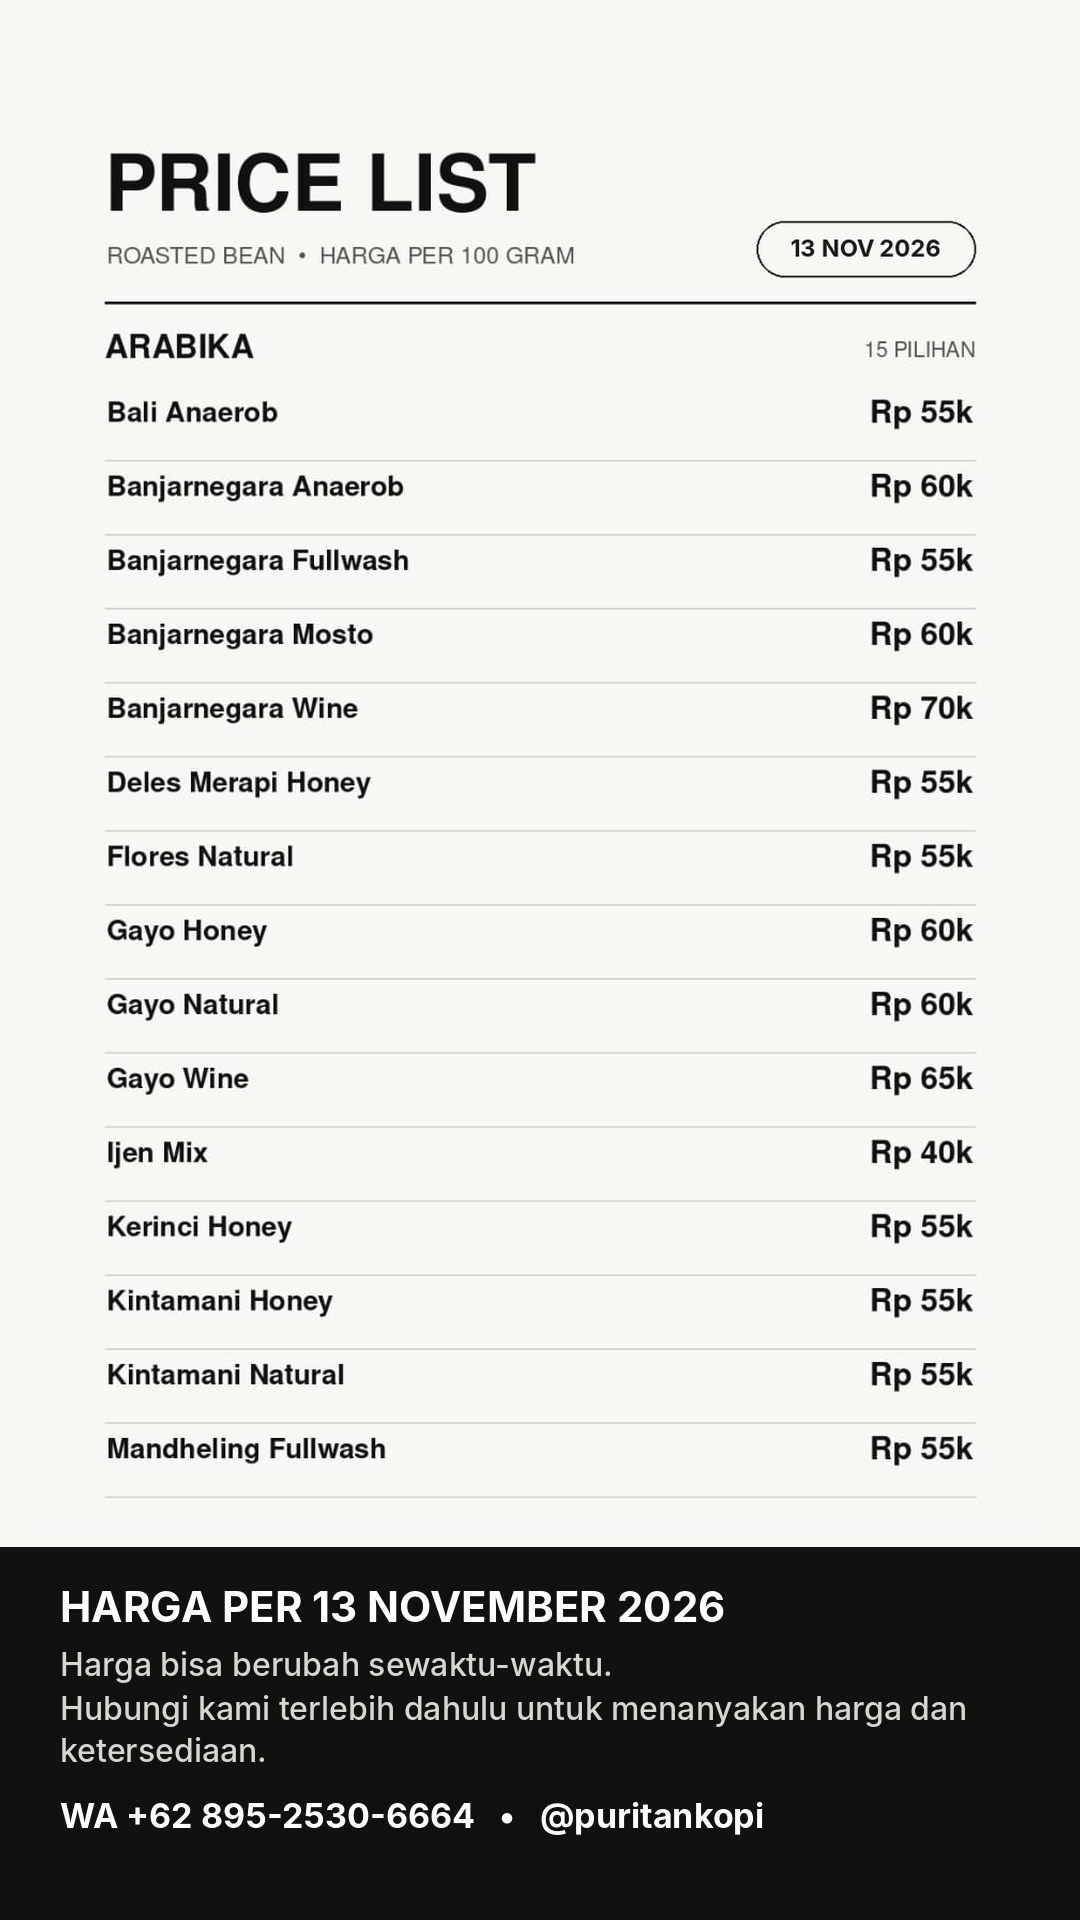 PRICE LIST
ROASTED BEAN • HARGA PER 100 GRAM
13 NOV 2026
ARABIKA
15 PILIHAN
Bali Anaerob Rp 55k
Banjarnegara Anaerob Rp 60k
Banjarnegara Fullwash Rp 55k
Banjarnegara Mosto Rp 60k
Banjarnegara Wine Rp 70k
Deles Merapi Honey Rp 55k
Flores Natural Rp 55k
Gayo Honey Rp 60k
Gayo Natural Rp 60k
Gayo Wine Rp 65k
Ijen Mix Rp 40k
Kerinci Honey Rp 55k
Kintamani Honey Rp 55k
Kintamani Natural Rp 55k
Mandheling Fullwash Rp 55k
HARGA PER 13 NOVEMBER 2026
Harga bisa berubah sewaktu-waktu.
Hubungi kami terlebih dahulu untuk menanyakan harga dan
ketersediaan.
WA +62 895-2530-6664 • @puritankopi